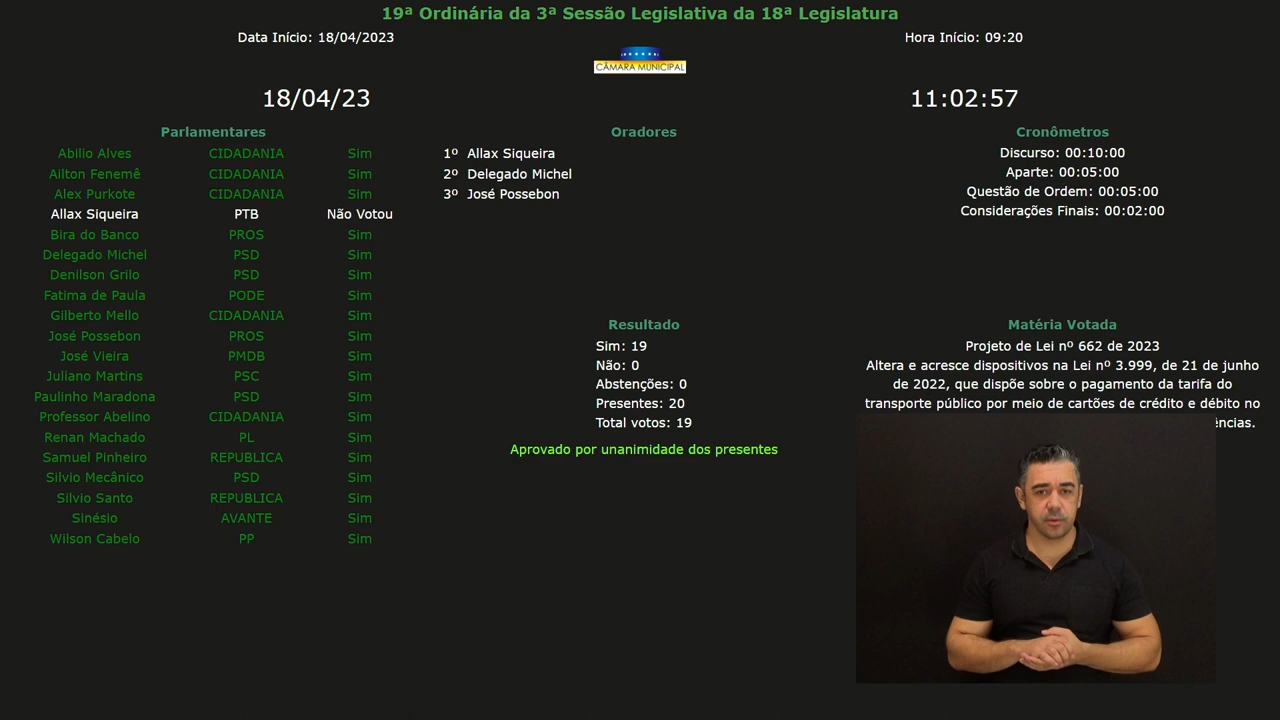 19ª Ordinária da 3ª Sessão Legislativa da 18ª Legislatura
Data Início: 18/04/2023
Hora Início: 09:20
CÂMARA MUNICIPAL
18/04/23
11:02:57
Parlamentares
Abilio Alves CIDADANIA Sim
Ailton Fenemê CIDADANIA Sim
Alex Purkote CIDADANIA Sim
Allax Siqueira PTB Não Votou
Bira do Banco PROS Sim
Delegado Michel PSD Sim
Denilson Grilo PSD Sim
Fatima de Paula PODE Sim
Gilberto Mello CIDADANIA Sim
José Possebon PROS Sim
José Vieira PMDB Sim
Juliano Martins PSC Sim
Paulinho Maradona PSD Sim
Professor Abelino CIDADANIA Sim
Renan Machado PL Sim
Samuel Pinheiro REPUBLICA Sim
Silvio Mecânico PSD Sim
Silvio Santo REPUBLICA Sim
Sinésio AVANTE Sim
Wilson Cabelo PP Sim
Oradores
1º Allax Siqueira
2º Delegado Michel
3º José Possebon
Cronômetros
Discurso: 00:10:00
Aparte: 00:05:00
Questão de Ordem: 00:05:00
Considerações Finais: 00:02:00
Resultado
Sim: 19
Não: 0
Abstenções: 0
Presentes: 20
Total votos: 19
Aprovado por unanimidade dos presentes
Matéria Votada
Projeto de Lei nº 662 de 2023
Altera e acresce dispositivos na Lei nº 3.999, de 21 de junho
de 2022, que dispõe sobre o pagamento da tarifa do
transporte público por meio de cartões de crédito e débito no
ências.